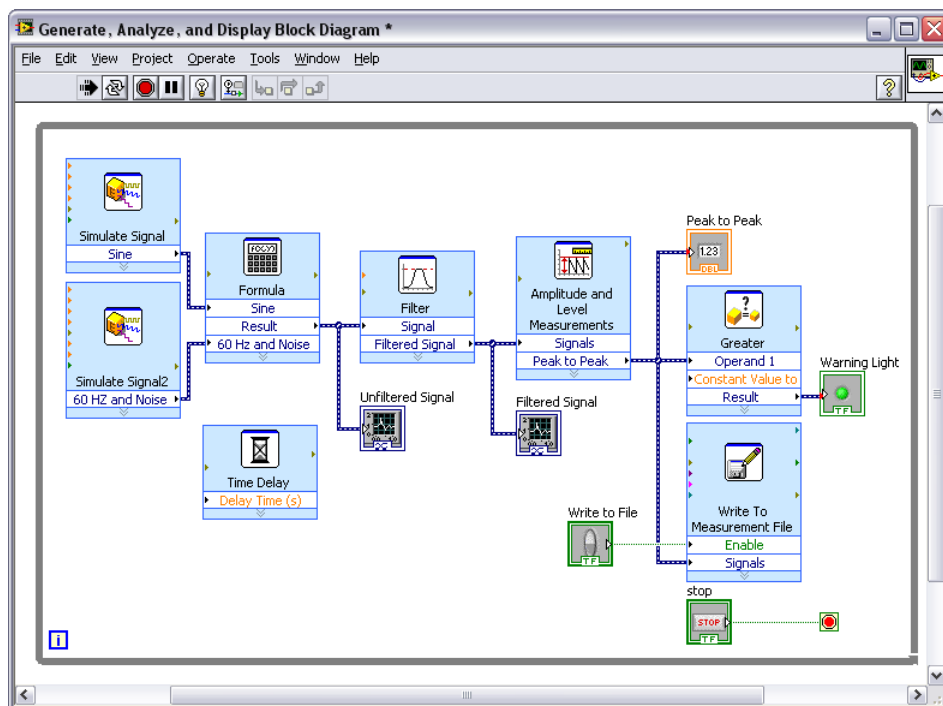 Generate, Analyze, and Display Block Diagram *
File Edit View Project Operate Tools Window Help
?
Simulate Signal
Sine
Simulate Signal2
60 HZ and Noise
f(x,y)
Formula
Sine
Result
60 Hz and Noise
Time Delay
Delay Time (s)
Filter
Signal
Filtered Signal
Unfiltered Signal
Amplitude and
Level
Measurements
Signals
Peak to Peak
Filtered Signal
Peak to Peak
1.23
DBL
?
Greater
Operand 1
Constant Value to
Result
Warning Light
TF
Write To
Measurement File
Enable
Signals
Write to File
TF
stop
STOP
TF
i